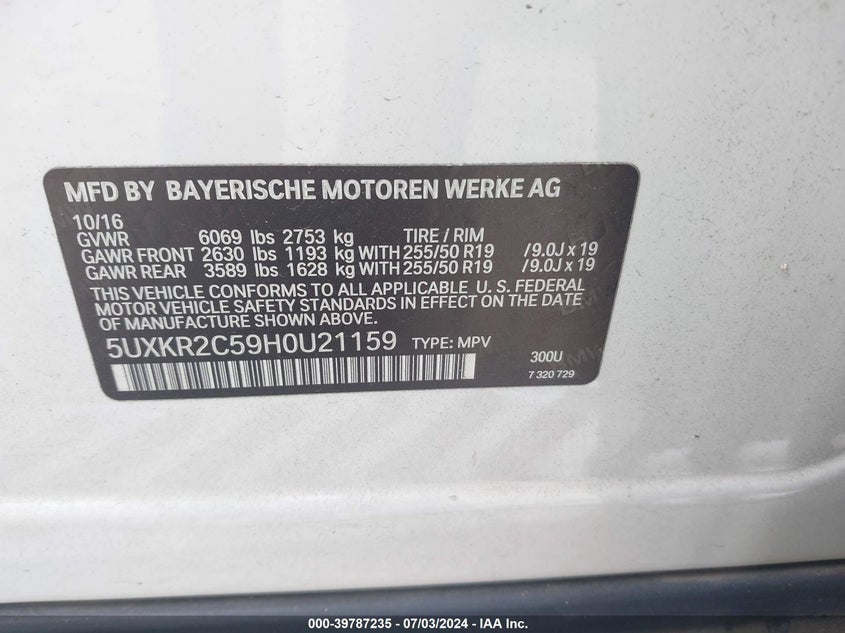 MFD BY BAYERISCHE MOTOREN WERKE AG
10/16
GVWR 6069 lbs 2753 kg TIRE / RIM
GAWR FRONT 2630 lbs 1193 kg WITH 255/50 R19 / 9.0J x 19
GAWR REAR 3589 lbs 1628 kg WITH 255/50 R19 / 9.0J x 19
THIS VEHICLE CONFORMS TO ALL APPLICABLE U. S. FEDERAL
MOTOR VEHICLE SAFETY STANDARDS IN EFFECT ON THE DATE
OF MANUFACTURE SHOWN ABOVE.
5UXKR2C59H0U21159 TYPE: MPV
300U
7 320 729
000-39787235 - 07/03/2024 - IAA Inc.